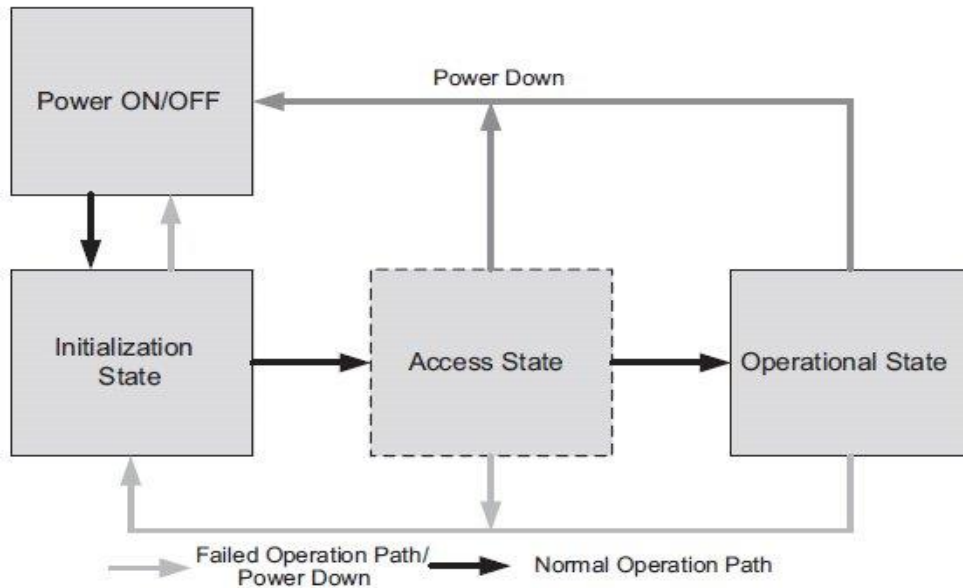 Power Down
Power ON/OFF
Initialization
State
Access State
Operational State
Failed Operation Path/
Power Down
Normal Operation Path